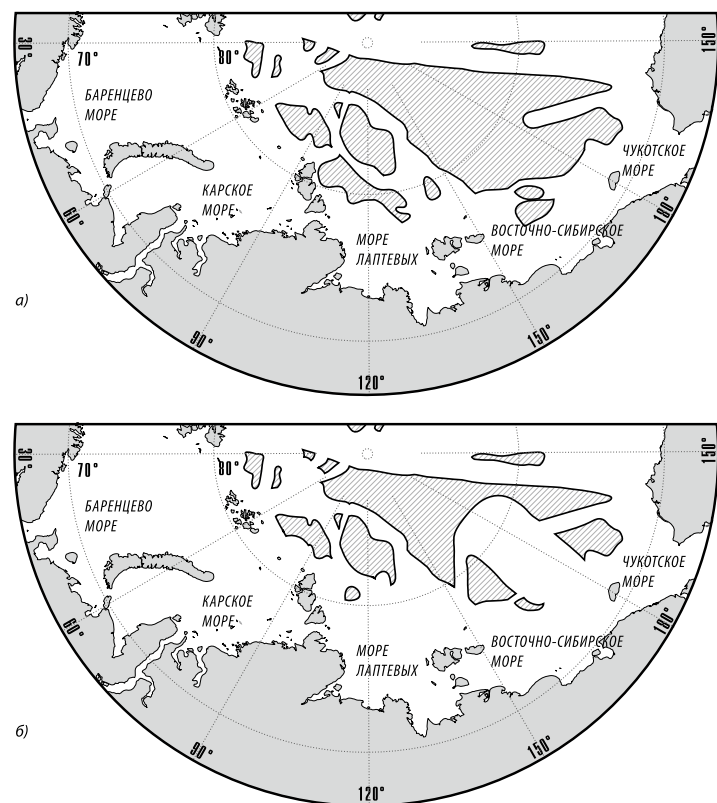 30°
70°
80°
150°
БАРЕНЦЕВО
МОРЕ
ЧУКОТСКОЕ
МОРЕ
КАРСКОЕ
МОРЕ
60°
180°
МОРЕ
ЛАПТЕВЫХ
ВОСТОЧНО-СИБИРСКОЕ
МОРЕ
а)
90°
150°
120°
30°
70°
80°
150°
БАРЕНЦЕВО
МОРЕ
ЧУКОТСКОЕ
МОРЕ
КАРСКОЕ
МОРЕ
60°
180°
МОРЕ
ЛАПТЕВЫХ
ВОСТОЧНО-СИБИРСКОЕ
МОРЕ
б)
90°
150°
120°